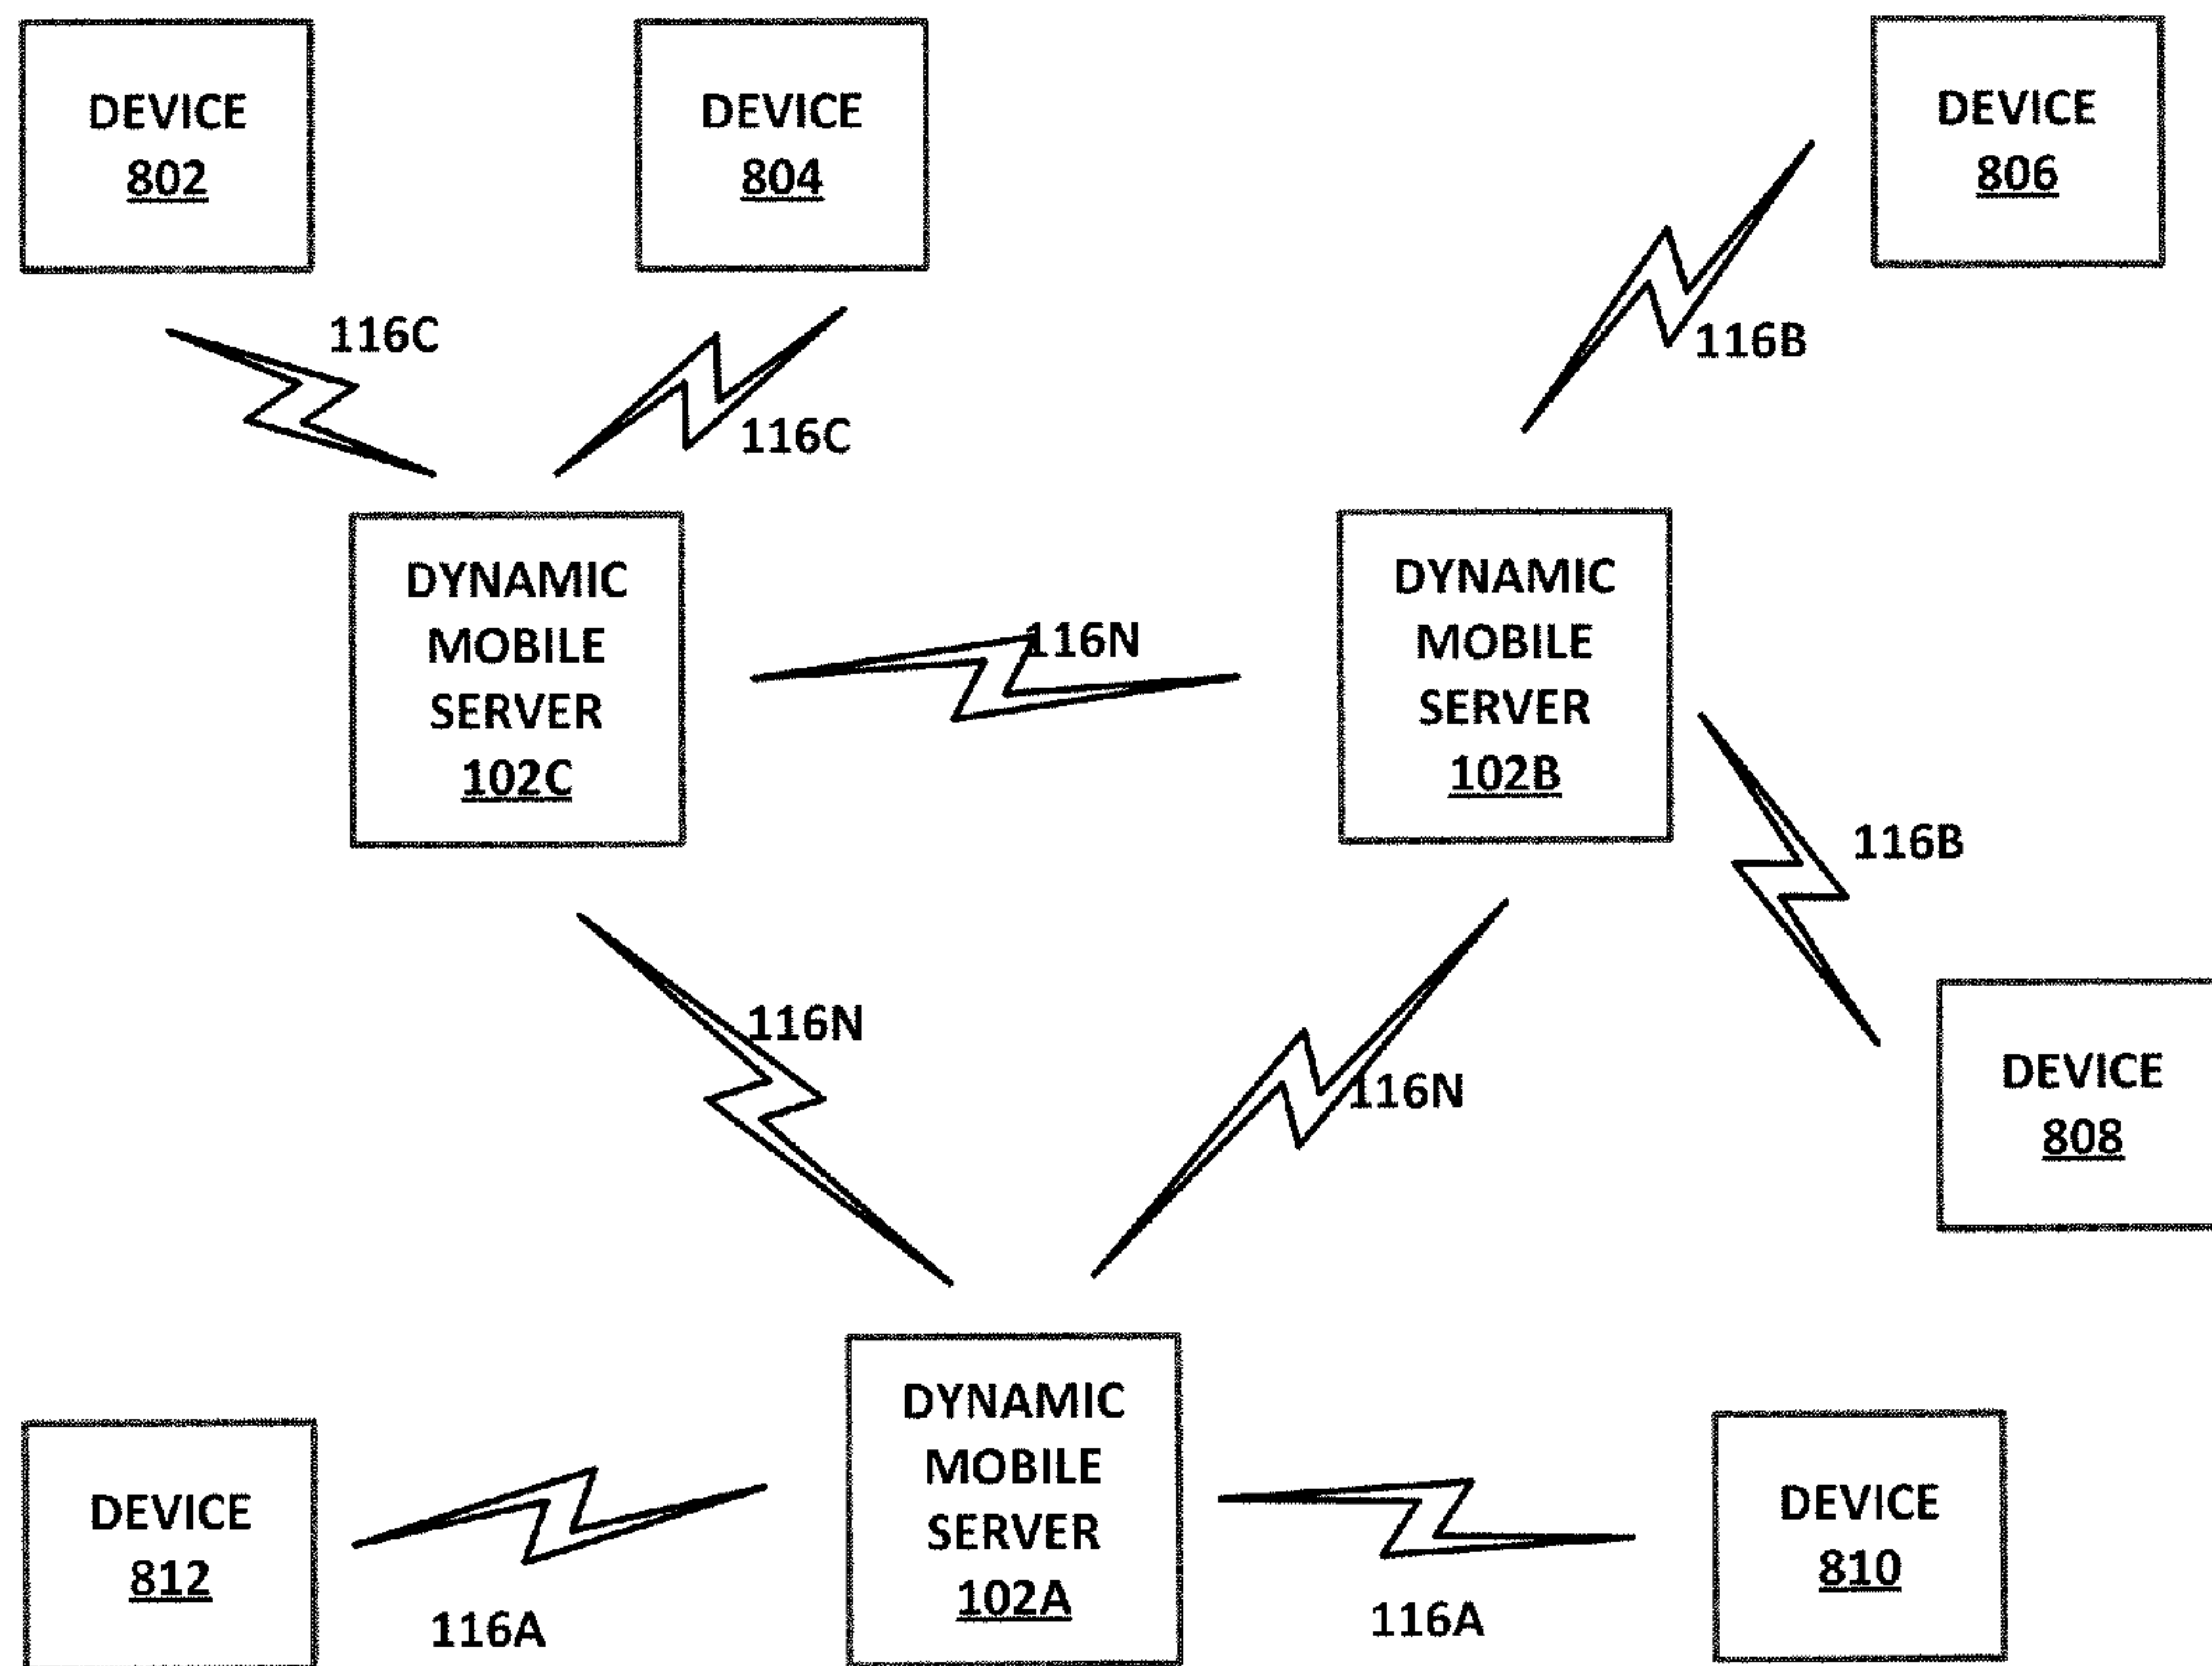 DEVICE
802
DEVICE
804
DEVICE
806
116C
116C
116B
DYNAMIC
MOBILE
SERVER
102C
116N
DYNAMIC
MOBILE
SERVER
102B
116B
116N
116N
DEVICE
808
DEVICE
812
116A
DYNAMIC
MOBILE
SERVER
102A
116A
DEVICE
810